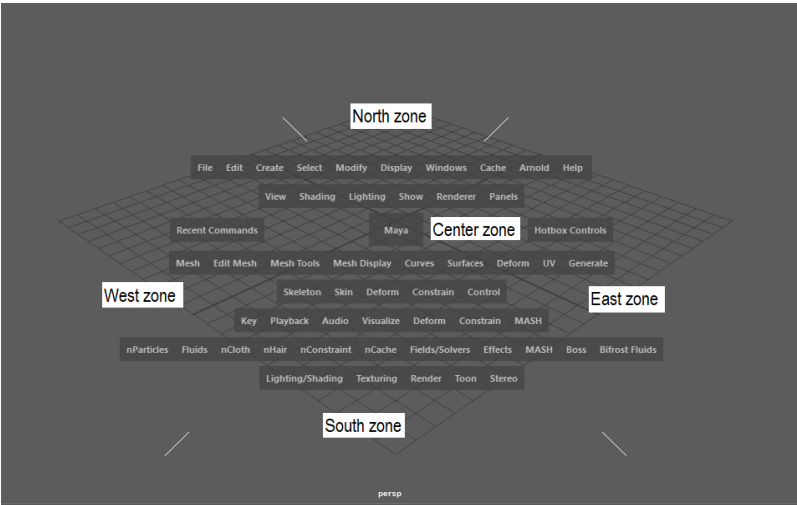 North zone
File Edit Create Select Modify Display Windows Cache Arnold Help
View Shading Lighting Show Renderer Panels
Recent Commands Maya Center zone Hotbox Controls
Mesh Edit Mesh Mesh Tools Mesh Display Curves Surfaces Deform UV Generate
West zone Skeleton Skin Deform Constrain Control East zone
Key Playback Audio Visualize Deform Constrain MASH
nParticles Fluids nCloth nHair nConstraint nCache Fields/Solvers Effects MASH Boss Bifrost Fluids
Lighting/Shading Texturing Render Toon Stereo
South zone
persp